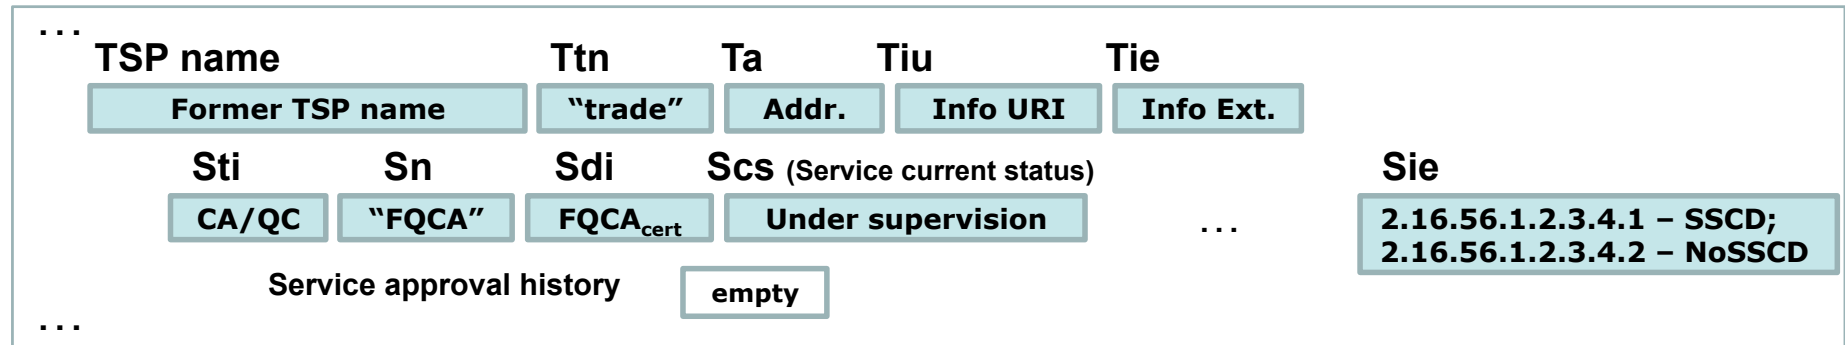 ...
TSP name Ttn Ta Tiu Tie
Former TSP name “trade” Addr. Info URI Info Ext.
Sti Sn Sdi Scs (Service current status) Sie
CA/QC “FQCA” FQCAcert Under supervision ... 2.16.56.1.2.3.4.1 – SSCD;
2.16.56.1.2.3.4.2 – NoSSCD
Service approval history empty
...